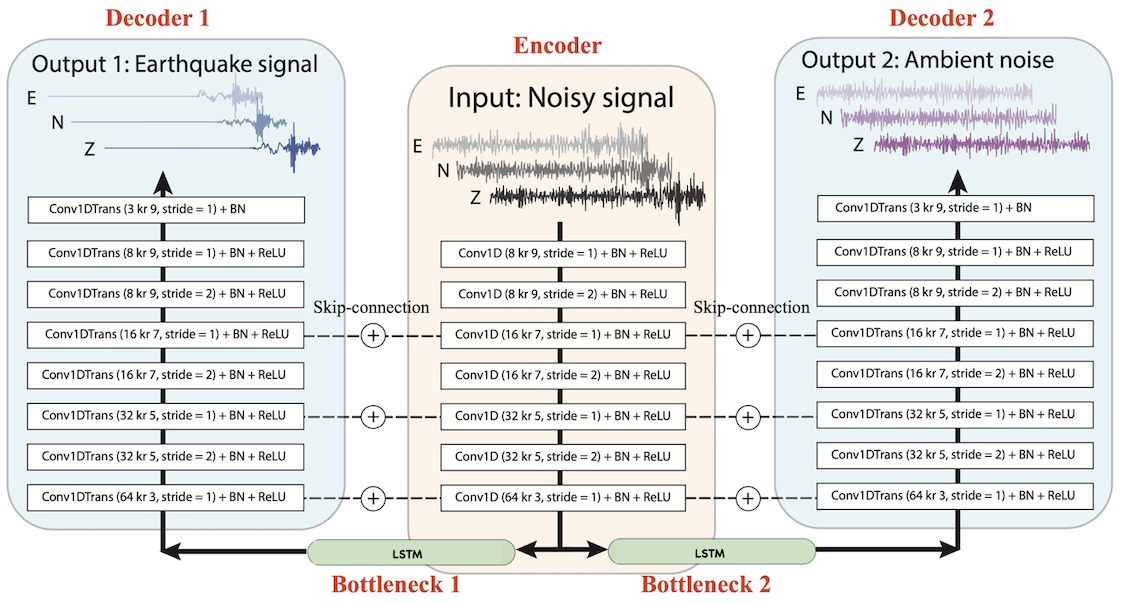 Decoder 1
Output 1: Earthquake signal
E
N
Z
Conv1DTrans (3 kr 9, stride = 1) + BN
Conv1DTrans (8 kr 9, stride = 1) + BN + ReLU
Conv1DTrans (8 kr 9, stride = 2) + BN + ReLU
Conv1DTrans (16 kr 7, stride = 1) + BN + ReLU
Conv1DTrans (16 kr 7, stride = 2) + BN + ReLU
Conv1DTrans (32 kr 5, stride = 1) + BN + ReLU
Conv1DTrans (32 kr 5, stride = 2) + BN + ReLU
Conv1DTrans (64 kr 3, stride = 1) + BN + ReLU
Skip-connection
+
+
+
LSTM
Bottleneck 1
Encoder
Input: Noisy signal
E
N
Z
Conv1D (8 kr 9, stride = 1) + BN + ReLU
Conv1D (8 kr 9, stride = 2) + BN + ReLU
Conv1D (16 kr 7, stride = 1) + BN + ReLU
Conv1D (16 kr 7, stride = 2) + BN + ReLU
Conv1D (32 kr 5, stride = 1) + BN + ReLU
Conv1D (32 kr 5, stride = 2) + BN + ReLU
Conv1D (64 kr 3, stride = 1) + BN + ReLU
Skip-connection
+
+
+
LSTM
Bottleneck 2
Decoder 2
Output 2: Ambient noise
E
N
Z
Conv1DTrans (3 kr 9, stride = 1) + BN
Conv1DTrans (8 kr 9, stride = 1) + BN + ReLU
Conv1DTrans (8 kr 9, stride = 2) + BN + ReLU
Conv1DTrans (16 kr 7, stride = 1) + BN + ReLU
Conv1DTrans (16 kr 7, stride = 2) + BN + ReLU
Conv1DTrans (32 kr 5, stride = 1) + BN + ReLU
Conv1DTrans (32 kr 5, stride = 2) + BN + ReLU
Conv1DTrans (64 kr 3, stride = 1) + BN + ReLU